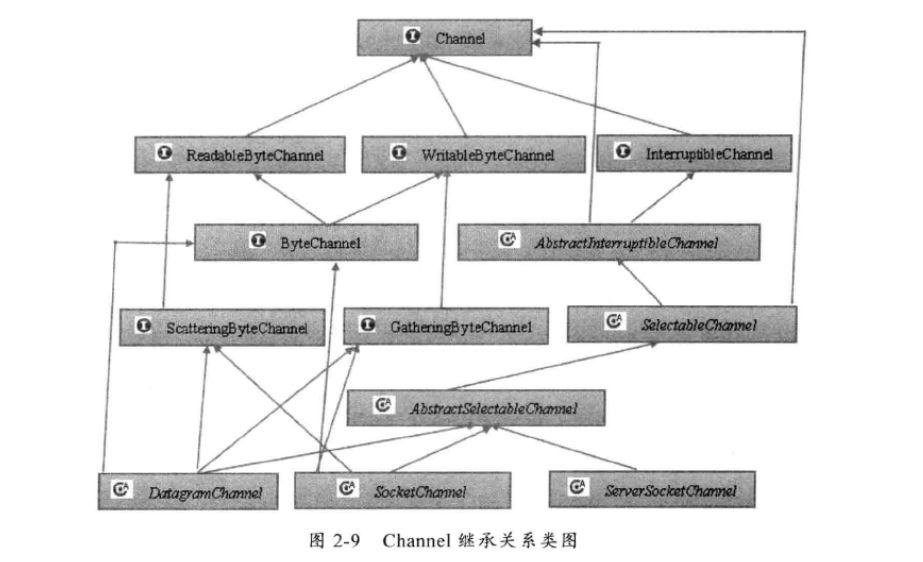 Channel
ReadableByteChannel
WritableByteChannel
InterruptibleChannel
ByteChannel
AbstractInterruptibleChannel
ScatteringByteChannel
GatheringByteChannel
SelectableChannel
AbstractSelectableChannel
DatagramChannel
SocketChannel
ServerSocketChannel
图 2-9 Channel 继承关系类图